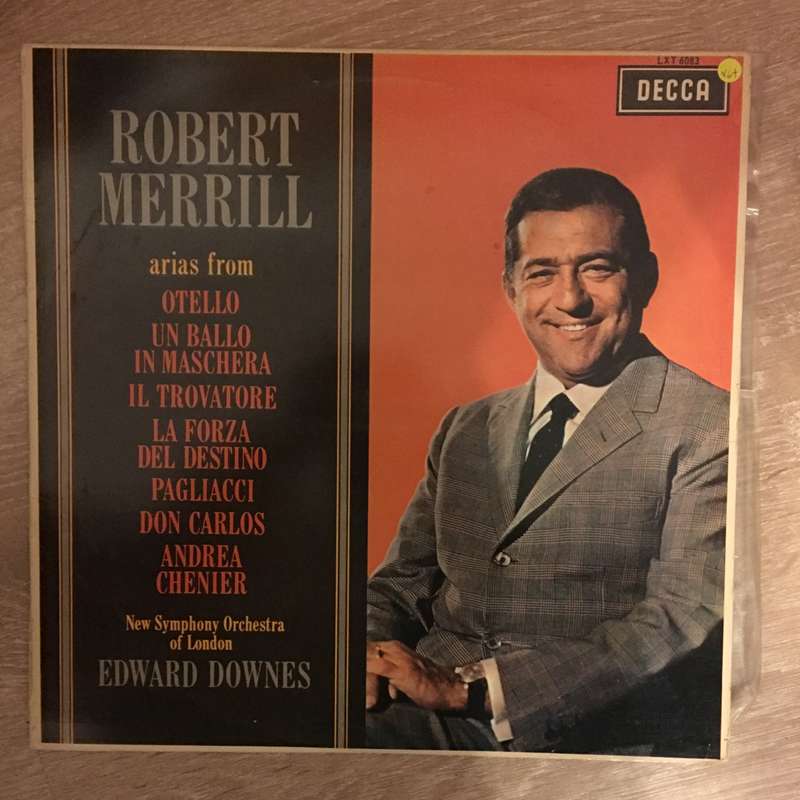 LXT 6083
DECCA
ROBERT
MERRILL
arias from
OTELLO
UN BALLO
IN MASCHERA
IL TROVATORE
LA FORZA
DEL DESTINO
PAGLIACCI
DON CARLOS
ANDREA
CHENIER
New Symphony Orchestra
of London
EDWARD DOWNES